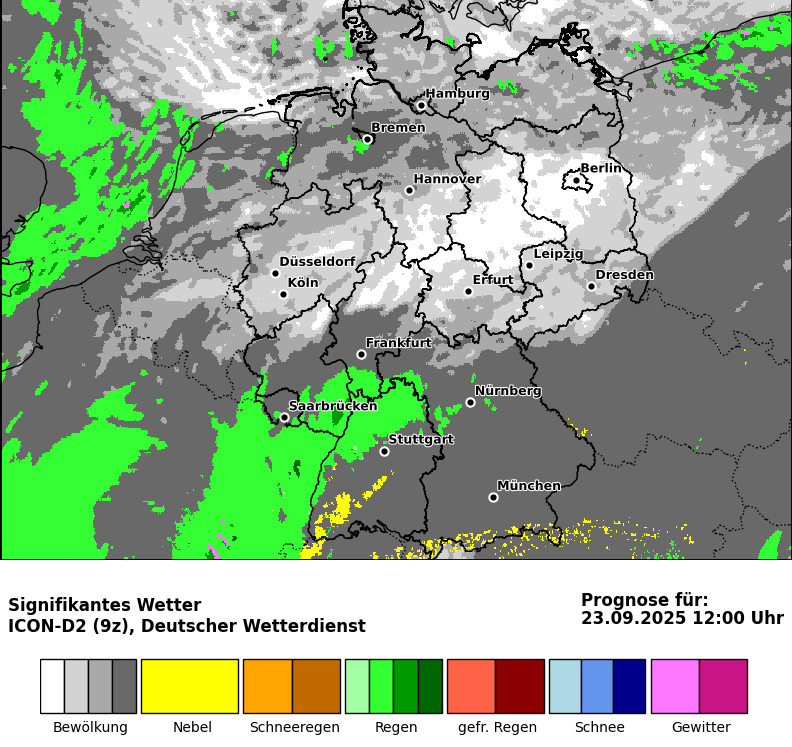 Hamburg
Bremen
Berlin
Hannover
Leipzig
Düsseldorf
Dresden
Köln
Erfurt
Frankfurt
Nürnberg
Saarbrücken
Stuttgart
München
Signifikantes Wetter
ICON-D2 (9z), Deutscher Wetterdienst
Prognose für:
23.09.2025 12:00 Uhr
Bewölkung Nebel Schneeregen Regen gefr. Regen Schnee Gewitter